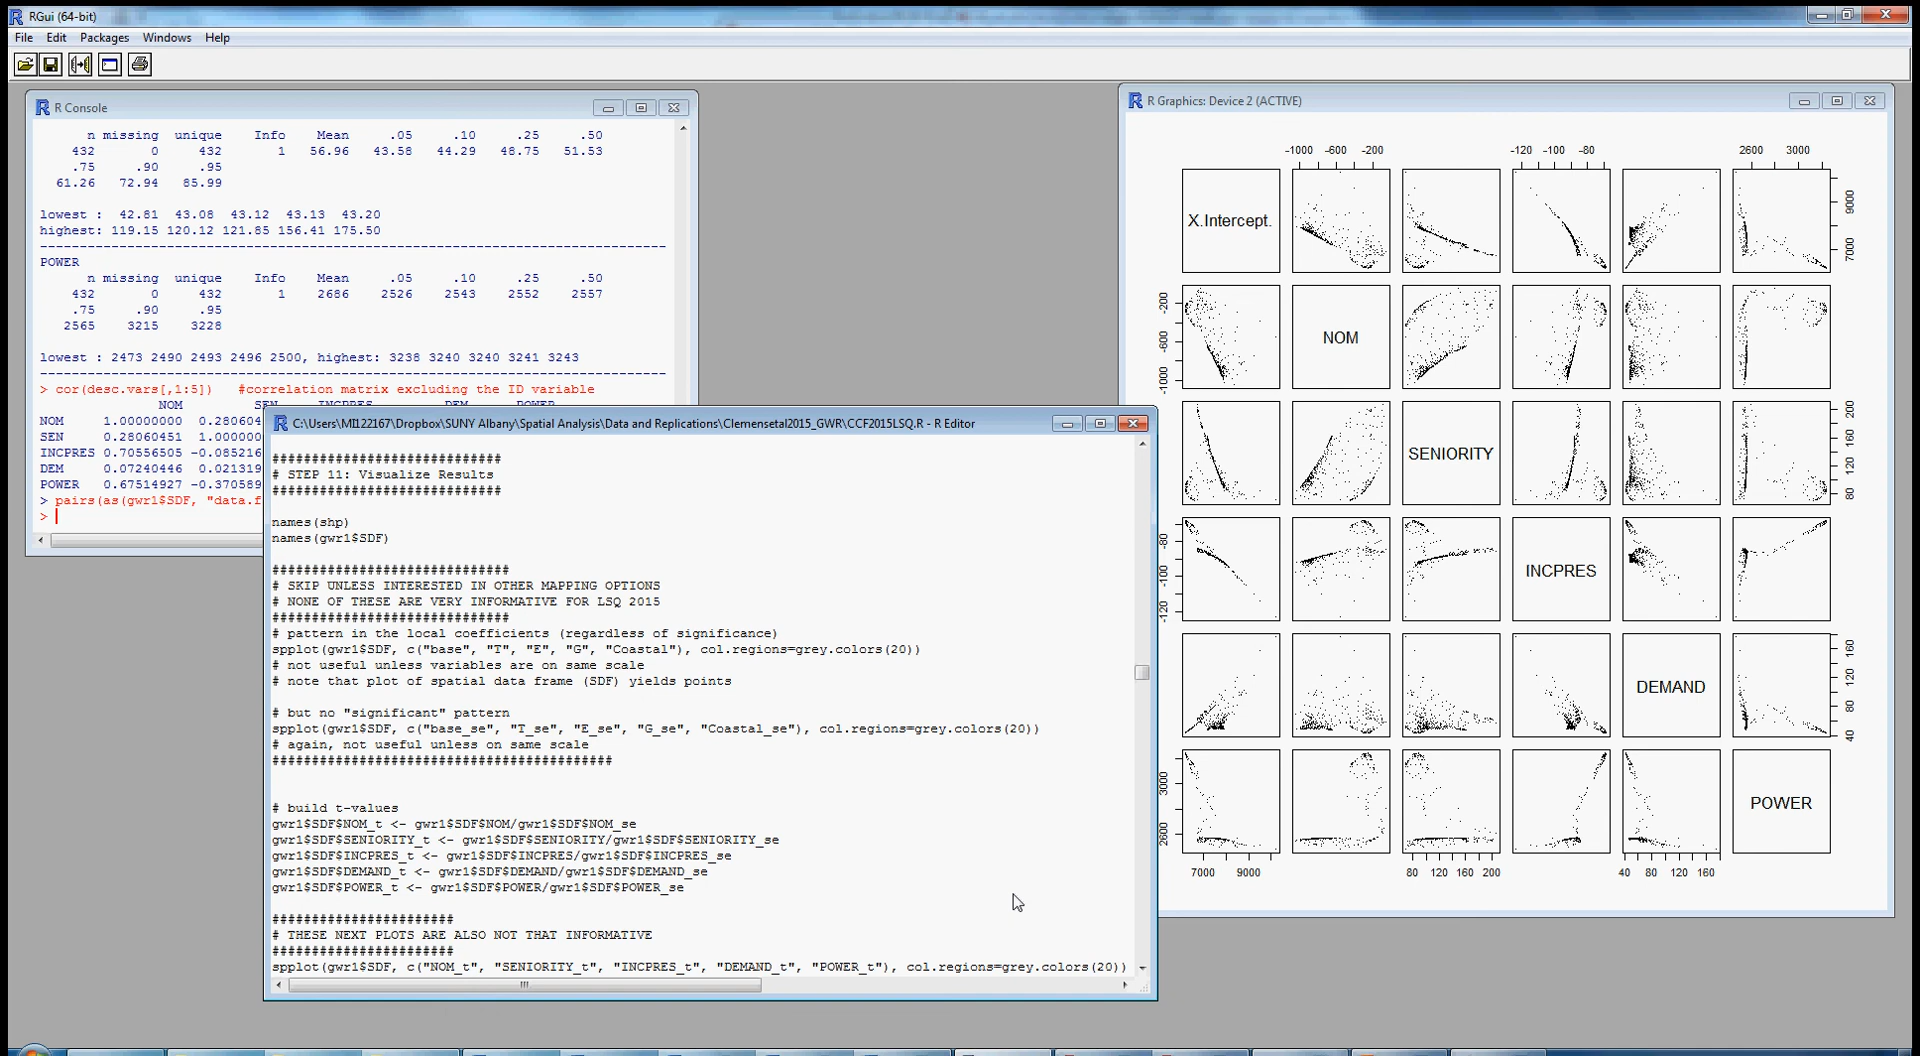 RGui (64-bit)
File Edit Packages Windows Help
R Console
n missing unique Info Mean .05 .10 .25 .50
432 0 432 1 56.96 43.58 44.29 48.75 51.53
.75 .90 .95
61.26 72.94 85.99
lowest : 42.81 43.08 43.12 43.13 43.20
highest: 119.15 120.12 121.85 156.41 175.50
POWER
n missing unique Info Mean .05 .10 .25 .50
432 0 432 1 2686 2526 2543 2552 2557
.75 .90 .95
2565 3215 3228
lowest : 2473 2490 2493 2496 2500, highest: 3238 3240 3240 3241 3243
> cor(desc.vars[,1:5]) #correlation matrix excluding the ID variable
NOM SEN INCPRES DEM POWER
NOM 1.00000000 0.280604
SEN 0.28060451 1.000000
INCPRES 0.70556505 -0.085216
DEM 0.07240446 0.021319
POWER 0.67514927 -0.370589
> pairs(as(gwr1$SDF, "data.f
>
C:\Users\MI122167\Dropbox\SUNY Albany\Spatial Analysis\Data and Replications\Clemensetal2015_GWR\CCF2015LSQ.R - R Editor
#############################
# STEP 11: Visualize Results
#############################
names(shp)
names(gwr1$SDF)
##############################
# SKIP UNLESS INTERESTED IN OTHER MAPPING OPTIONS
# NONE OF THESE ARE VERY INFORMATIVE FOR LSQ 2015
##############################
# pattern in the local coefficients (regardless of significance)
spplot(gwr1$SDF, c("base", "T", "E", "G", "Coastal"), col.regions=grey.colors(20))
# not useful unless variables are on same scale
# note that plot of spatial data frame (SDF) yields points
# but no "significant" pattern
spplot(gwr1$SDF, c("base_se", "T_se", "E_se", "G_se", "Coastal_se"), col.regions=grey.colors(20))
# again, not useful unless on same scale
###########################################
# build t-values
gwr1$SDF$NOM_t <- gwr1$SDF$NOM/gwr1$SDF$NOM_se
gwr1$SDF$SENIORITY_t <- gwr1$SDF$SENIORITY/gwr1$SDF$SENIORITY_se
gwr1$SDF$INCPRES_t <- gwr1$SDF$INCPRES/gwr1$SDF$INCPRES_se
gwr1$SDF$DEMAND_t <- gwr1$SDF$DEMAND/gwr1$SDF$DEMAND_se
gwr1$SDF$POWER_t <- gwr1$SDF$POWER/gwr1$SDF$POWER_se
#######################
# THESE NEXT PLOTS ARE ALSO NOT THAT INFORMATIVE
#######################
spplot(gwr1$SDF, c("NOM_t", "SENIORITY_t", "INCPRES_t", "DEMAND_t", "POWER_t"), col.regions=grey.colors(20))
R Graphics: Device 2 (ACTIVE)
-1000 -600 -200 -120 -100 -80 2600 3000
X.Intercept.
7000 9000
NOM
-1000 -600 -200
SENIORITY
80 120 160 200
INCPRES
-120 -100 -80
DEMAND
40 80 120 160
POWER
2600 3000
7000 9000 80 120 160 200 40 80 120 160